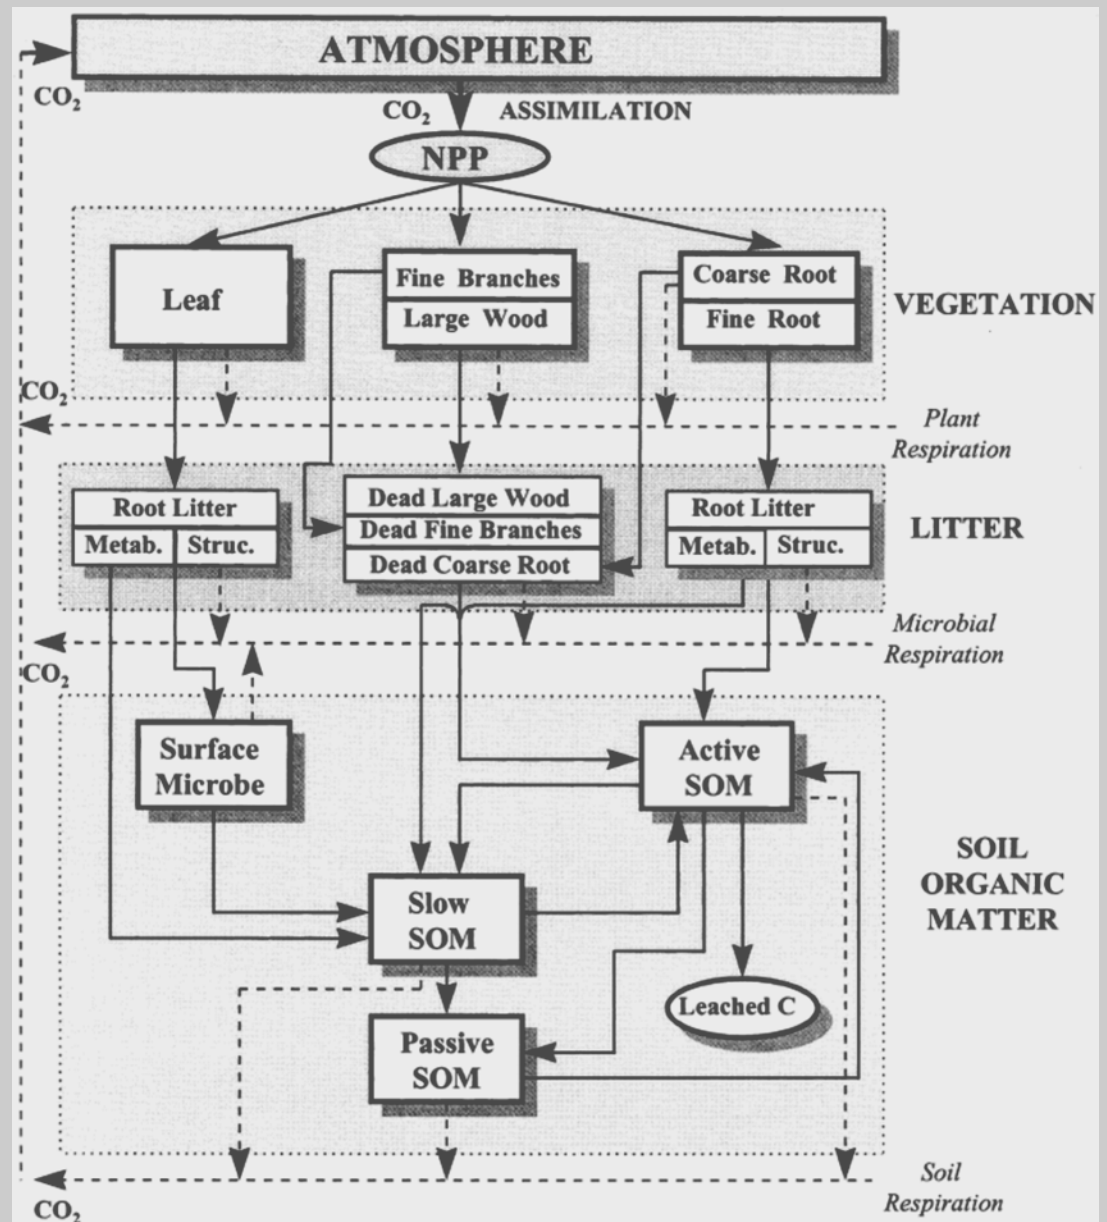 ATMOSPHERE
CO₂
CO₂ ASSIMILATION
NPP
Leaf
Fine Branches
Large Wood
Coarse Root
Fine Root
VEGETATION
CO₂
Plant
Respiration
Root Litter
Metab. Struc.
Dead Large Wood
Dead Fine Branches
Dead Coarse Root
Root Litter
Metab. Struc.
LITTER
Microbial
Respiration
CO₂
Surface
Microbe
Active
SOM
Slow
SOM
SOIL
ORGANIC
MATTER
Leached C
Passive
SOM
Soil
Respiration
CO₂